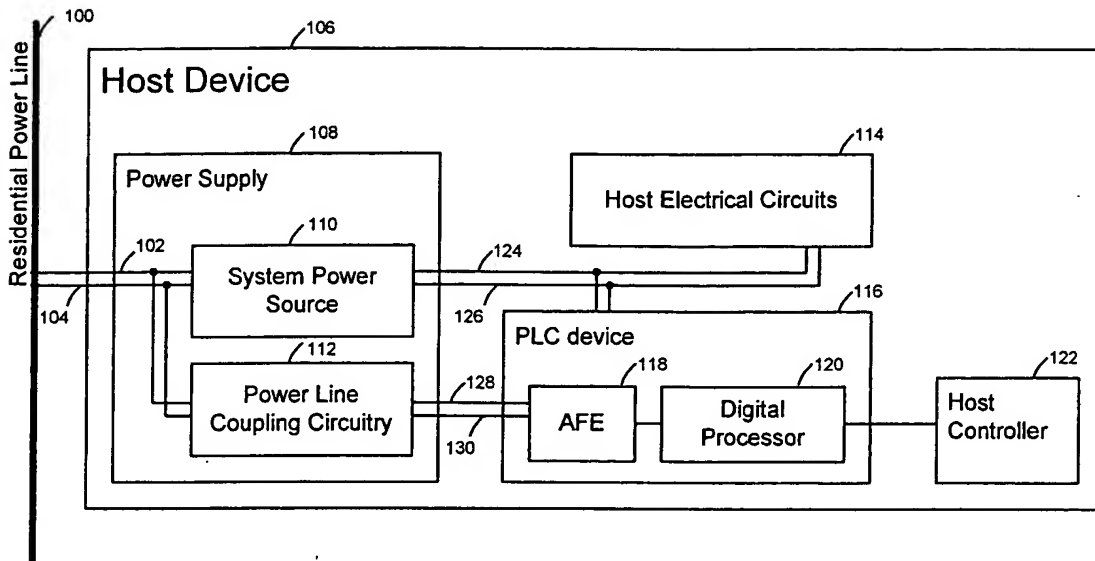 100
Residential Power Line
106
Host Device
108
Power Supply
114
Host Electrical Circuits
102
104
110
System Power
Source
124
126
116
PLC device
112
Power Line
Coupling Circuitry
128
130
118
AFE
120
Digital
Processor
122
Host
Controller